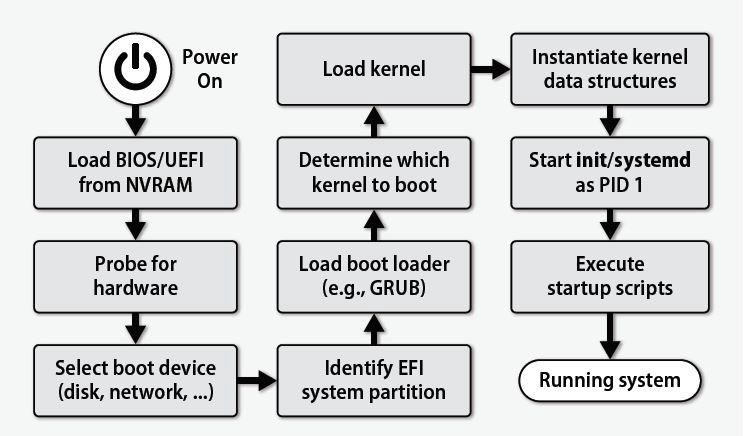 Power
On
Load BIOS/UEFI
from NVRAM
Probe for
hardware
Select boot device
(disk, network, ...)
Identify EFI
system partition
Load boot loader
(e.g., GRUB)
Determine which
kernel to boot
Load kernel
Instantiate kernel
data structures
Start init/systemd
as PID 1
Execute
startup scripts
Running system